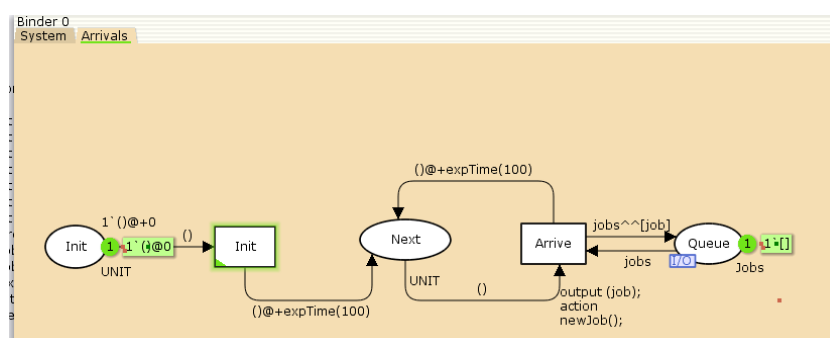 Binder 0
System Arrivals
()@+expTime(100)
1`()@+0
1 1`()@0 ()
Init
Init
UNIT
()@+expTime(100)
Next
UNIT
()
Arrive
jobs^^[job]
jobs
output (job);
action
newJob();
Queue
1 1`[]
I/O
Jobs